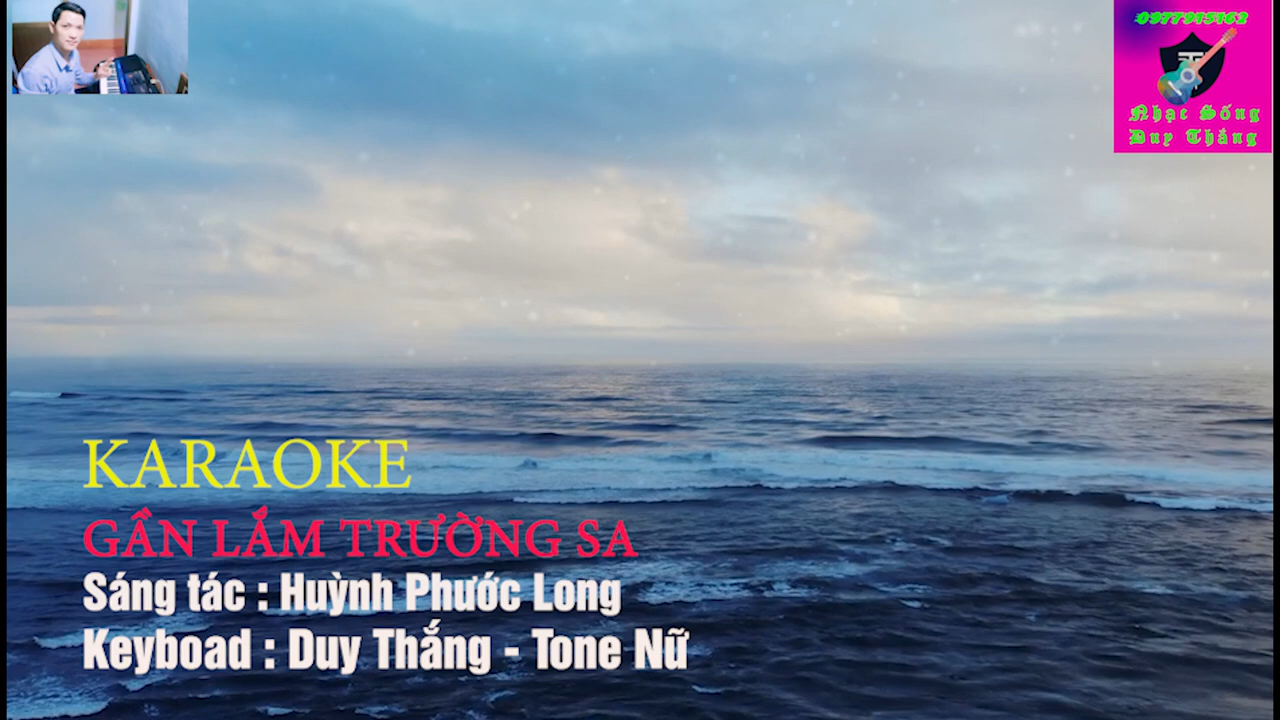 0977915162
Nhạc Sống
Duy Thắng
KARAOKE
GẦN LẮM TRƯỜNG SA
Sáng tác : Huỳnh Phước Long
Keyboad : Duy Thắng - Tone Nữ